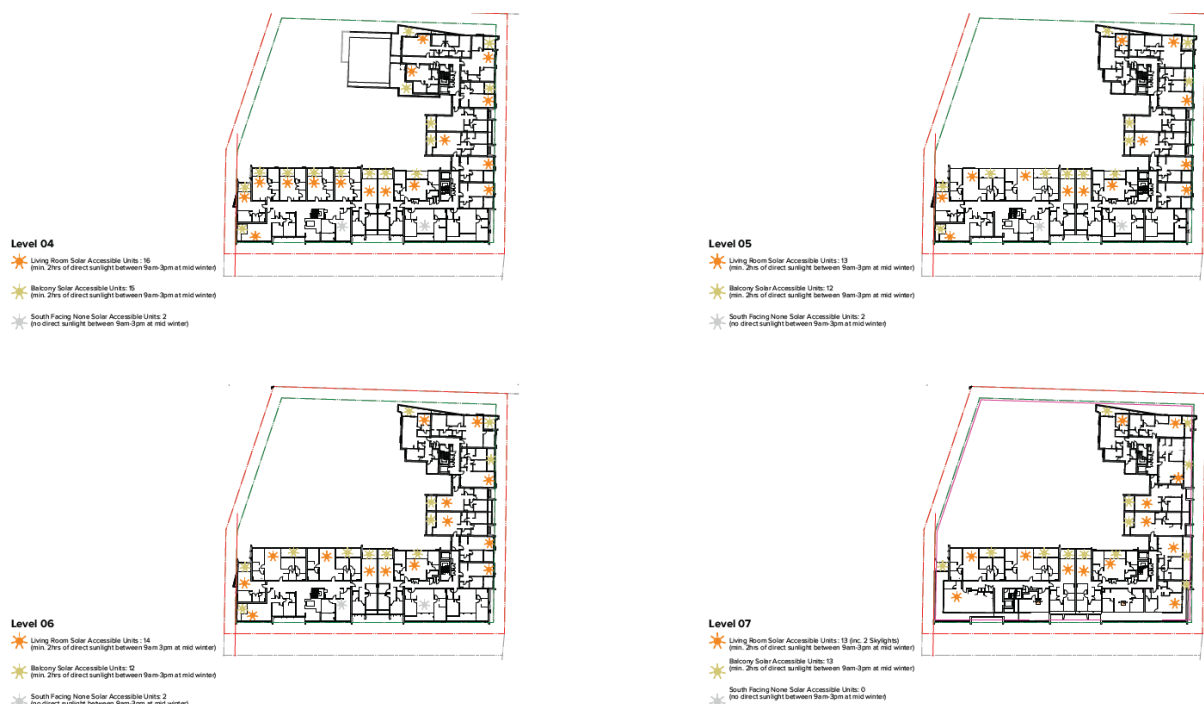 Level 04
Living Room Solar Accessible Units : 16
(min. 2hrs of direct sunlight between 9am-3pm at mid winter)
Balcony Solar Accessible Units: 15
(min. 2hrs of direct sunlight between 9am-3pm at mid winter)
South Facing None Solar Accessible Units: 2
(no direct sunlight between 9am-3pm at mid winter)
Level 05
Living Room Solar Accessible Units : 13
(min. 2hrs of direct sunlight between 9am-3pm at mid winter)
Balcony Solar Accessible Units: 12
(min. 2hrs of direct sunlight between 9am-3pm at mid winter)
South Facing None Solar Accessible Units: 2
(no direct sunlight between 9am-3pm at mid winter)
Level 06
Living Room Solar Accessible Units : 14
(min. 2hrs of direct sunlight between 9am 3pm at mid winter)
Balcony Solar Accessible Units: 12
(min. 2hrs of direct sunlight between 9am-3pm at mid winter)
South Facing None Solar Accessible Units: 2
(no direct sunlight between 9am-3pm at mid winter)
Level 07
Living Room Solar Accessible Units : 13 (inc. 2 Skylights)
(min. 2hrs of direct sunlight between 9am-3pm at mid winter)
Balcony Solar Accessible Units: 13
(min. 2hrs of direct sunlight between 9am-3pm at mid winter)
South Facing None Solar Accessible Units: 0
(no direct sunlight between 9am-3pm at mid winter)